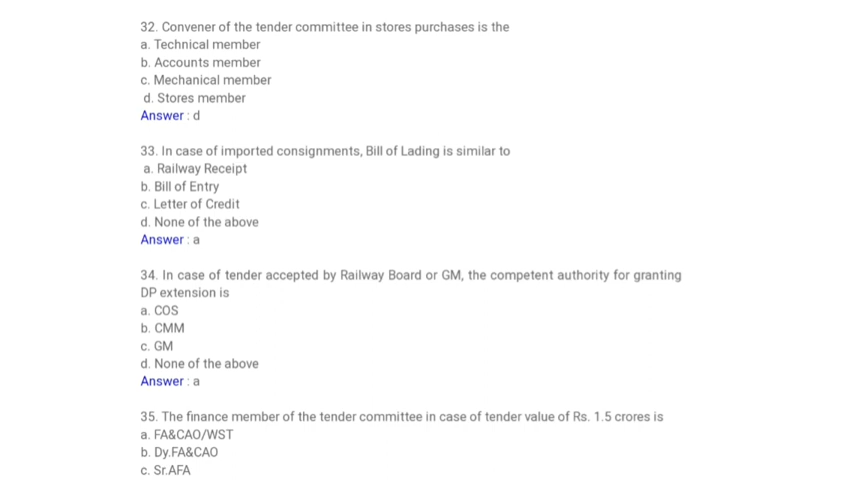 32. Convener of the tender committee in stores purchases is the
a. Technical member
b. Accounts member
c. Mechanical member
d. Stores member
Answer : d
33. In case of imported consignments, Bill of Lading is similar to
a. Railway Receipt
b. Bill of Entry
c. Letter of Credit
d. None of the above
Answer : a
34. In case of tender accepted by Railway Board or GM, the competent authority for granting
DP extension is
a. COS
b. CMM
c. GM
d. None of the above
Answer : a
35. The finance member of the tender committee in case of tender value of Rs. 1.5 crores is
a. FA&CAO/WST
b. Dy.FA&CAO
c. Sr.AFA